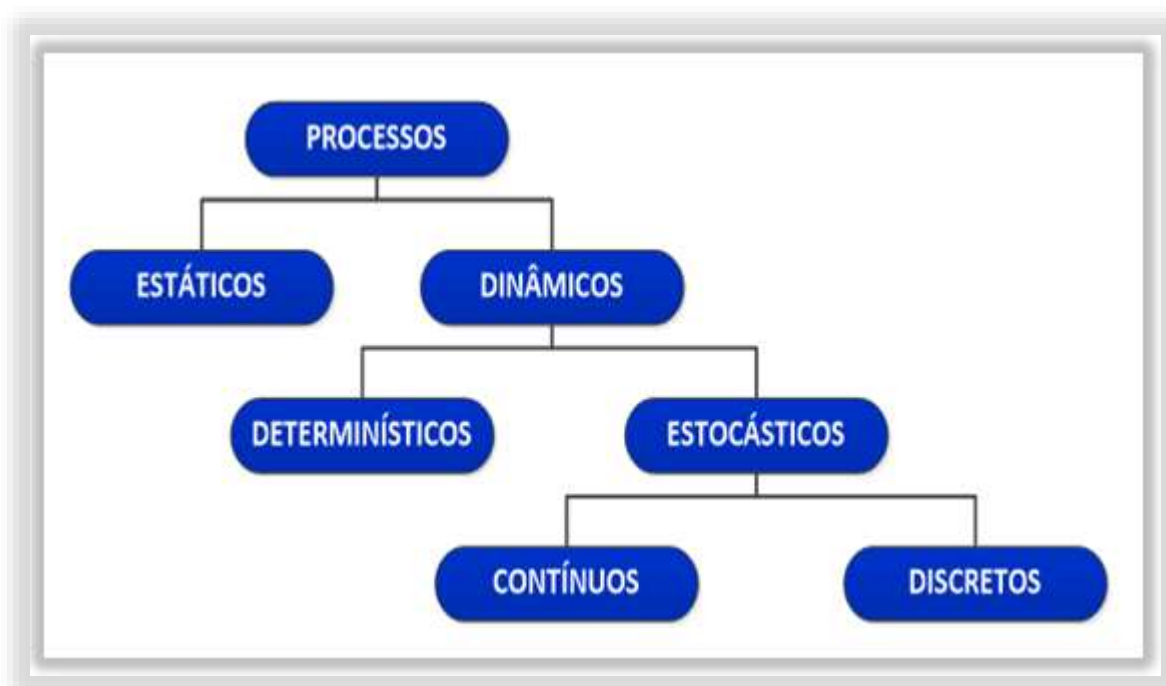 PROCESSOS
ESTÁTICOS
DINÂMICOS
DETERMINÍSTICOS
ESTOCÁSTICOS
CONTÍNUOS
DISCRETOS